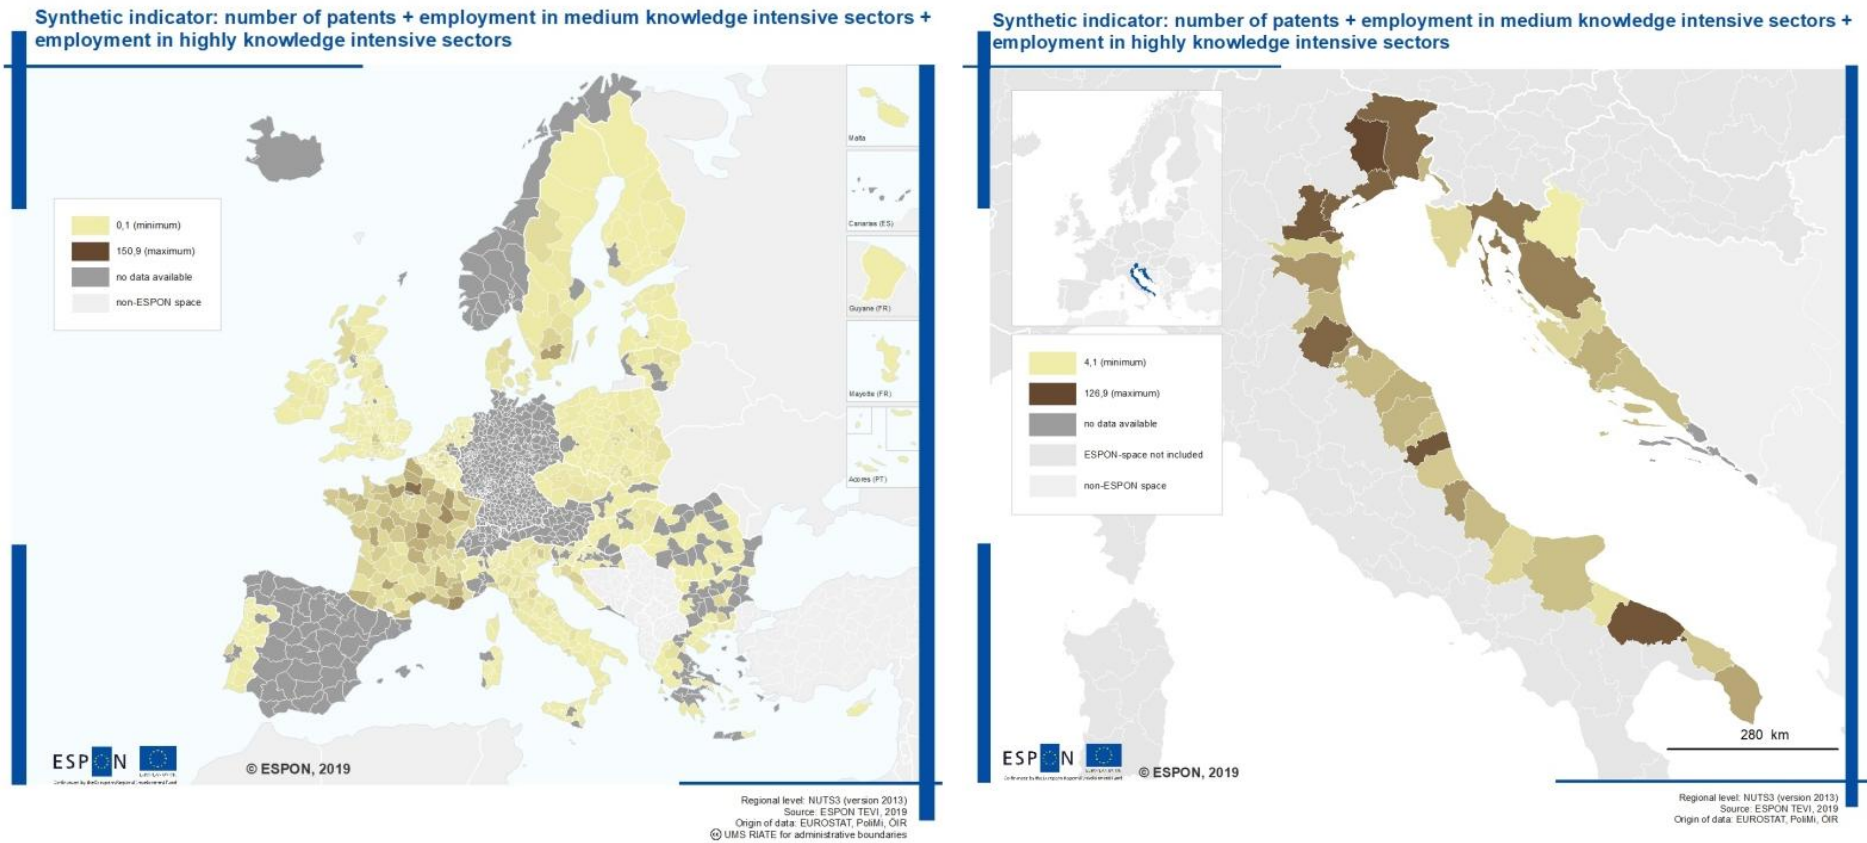 Synthetic indicator: number of patents + employment in medium knowledge intensive sectors +
employment in highly knowledge intensive sectors
0,1 (minimum)
150,9 (maximum)
no data available
non-ESPON space
Malta
Canarias (ES)
Guyane (FR)
Mayotte (FR)
Acores (PT)
ESPON
© ESPON, 2019
Regional level: NUTS3 (version 2013)
Source: ESPON TEVI, 2019
Origin of data: EUROSTAT, PoliMi, ÖIR
UMS RIATE for administrative boundaries
Synthetic indicator: number of patents + employment in medium knowledge intensive sectors +
employment in highly knowledge intensive sectors
4,1 (minimum)
126,9 (maximum)
no data available
ESPON-space not included
non-ESPON space
280 km
ESPON
© ESPON, 2019
Regional level: NUTS3 (version 2013)
Source: ESPON TEVI, 2019
Origin of data: EUROSTAT, PoliMi, ÖIR